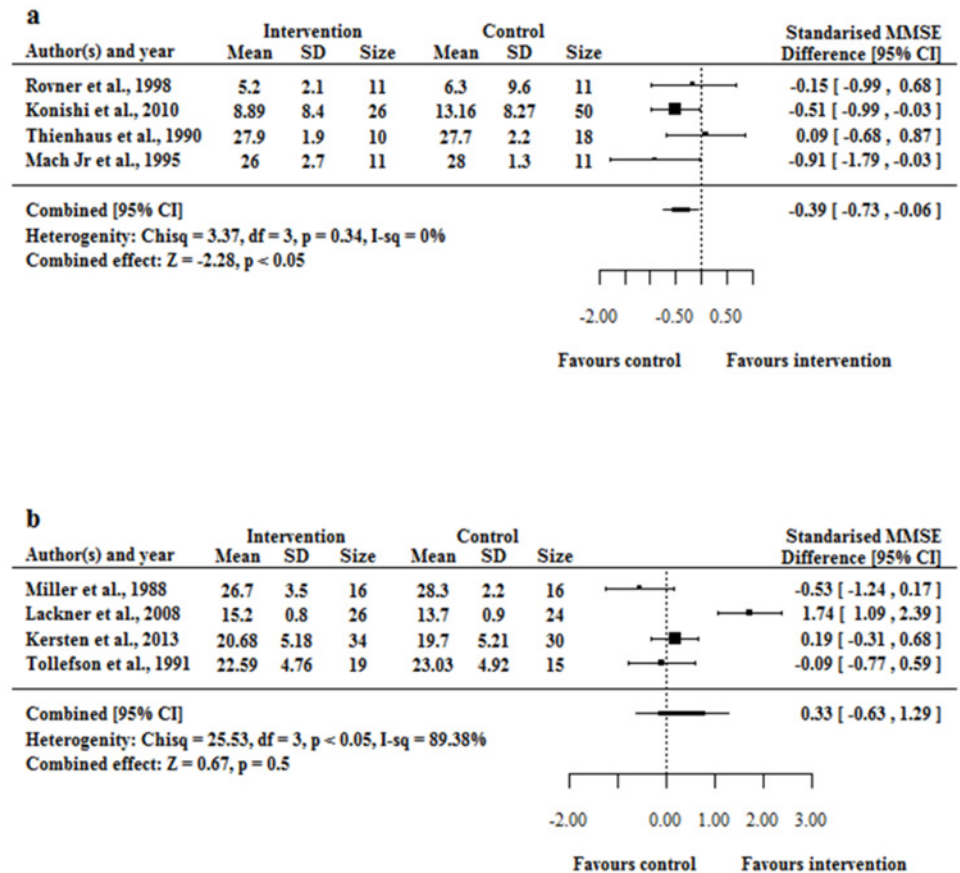 a
Intervention Control Standarised MMSE
Author(s) and year Mean SD Size Mean SD Size Difference [95% CI]
Rovner et al., 1998 5.2 2.1 11 6.3 9.6 11 -0.15 [ -0.99 , 0.68 ]
Konishi et al., 2010 8.89 8.4 26 13.16 8.27 50 -0.51 [ -0.99 , -0.03 ]
Thienhaus et al., 1990 27.9 1.9 10 27.7 2.2 18 0.09 [ -0.68 , 0.87 ]
Mach Jr et al., 1995 26 2.7 11 28 1.3 11 -0.91 [ -1.79 , -0.03 ]
Combined [95% CI] -0.39 [ -0.73 , -0.06 ]
Heterogenity: Chisq = 3.37, df = 3, p = 0.34, I-sq = 0%
Combined effect: Z = -2.28, p < 0.05
-2.00 -0.50 0.50
Favours control Favours intervention
b
Intervention Control Standarised MMSE
Author(s) and year Mean SD Size Mean SD Size Difference [95% CI]
Miller et al., 1988 26.7 3.5 16 28.3 2.2 16 -0.53 [ -1.24 , 0.17 ]
Lackner et al., 2008 15.2 0.8 26 13.7 0.9 24 1.74 [ 1.09 , 2.39 ]
Kersten et al., 2013 20.68 5.18 34 19.7 5.21 30 0.19 [ -0.31 , 0.68 ]
Tollefson et al., 1991 22.59 4.76 19 23.03 4.92 15 -0.09 [ -0.77 , 0.59 ]
Combined [95% CI] 0.33 [ -0.63 , 1.29 ]
Heterogenity: Chisq = 25.53, df = 3, p < 0.05, I-sq = 89.38%
Combined effect: Z = 0.67, p = 0.5
-2.00 0.00 1.00 2.00 3.00
Favours control Favours intervention